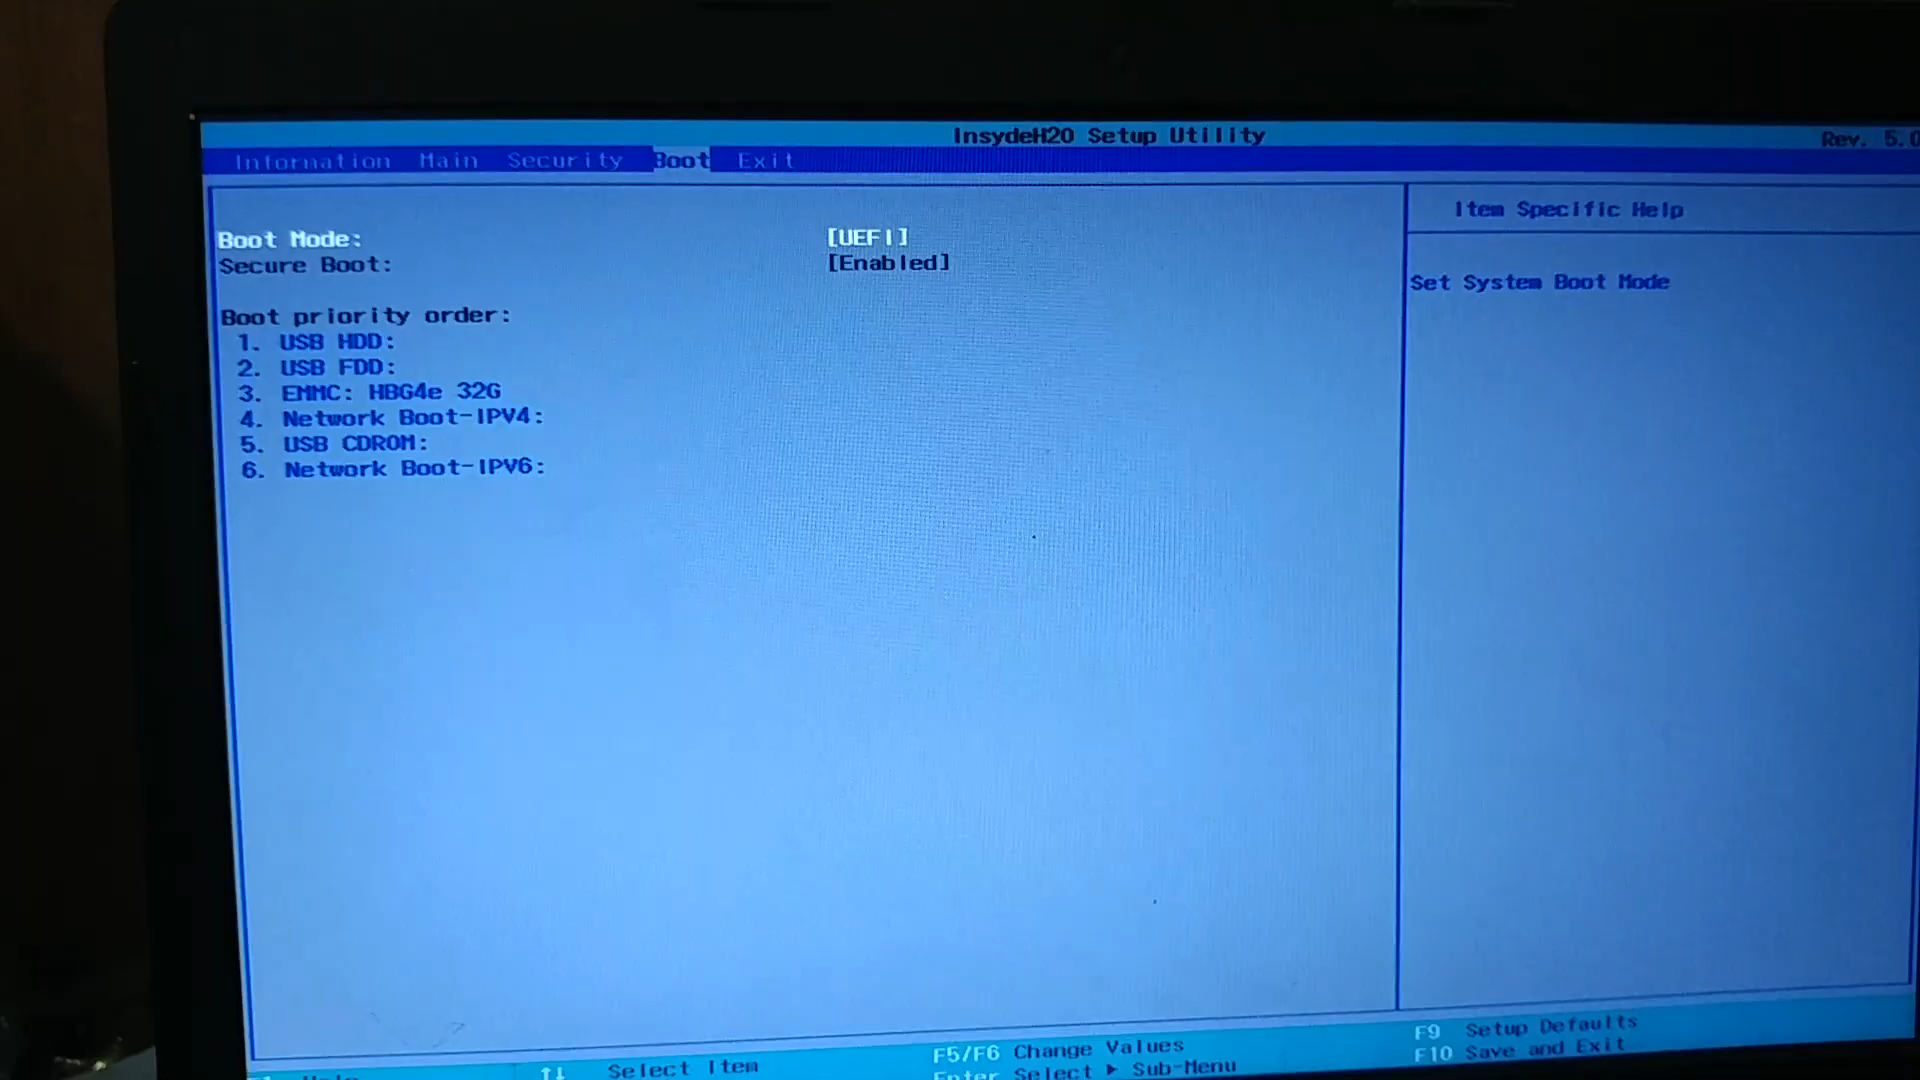 InsydeH20 Setup Utility
Rev. 5.0
Information Main Security Boot Exit
Item Specific Help
Boot Mode: [UEFI]
Secure Boot: [Enabled]
Set System Boot Mode
Boot priority order:
1. USB HDD:
2. USB FDD:
3. EMMC: HBG4e 32G
4. Network Boot-IPV4:
5. USB CDROM:
6. Network Boot-IPV6:
↑↓ Select Item
F5/F6 Change Values
Enter Select ▶ Sub-Menu
F9 Setup Defaults
F10 Save and Exit